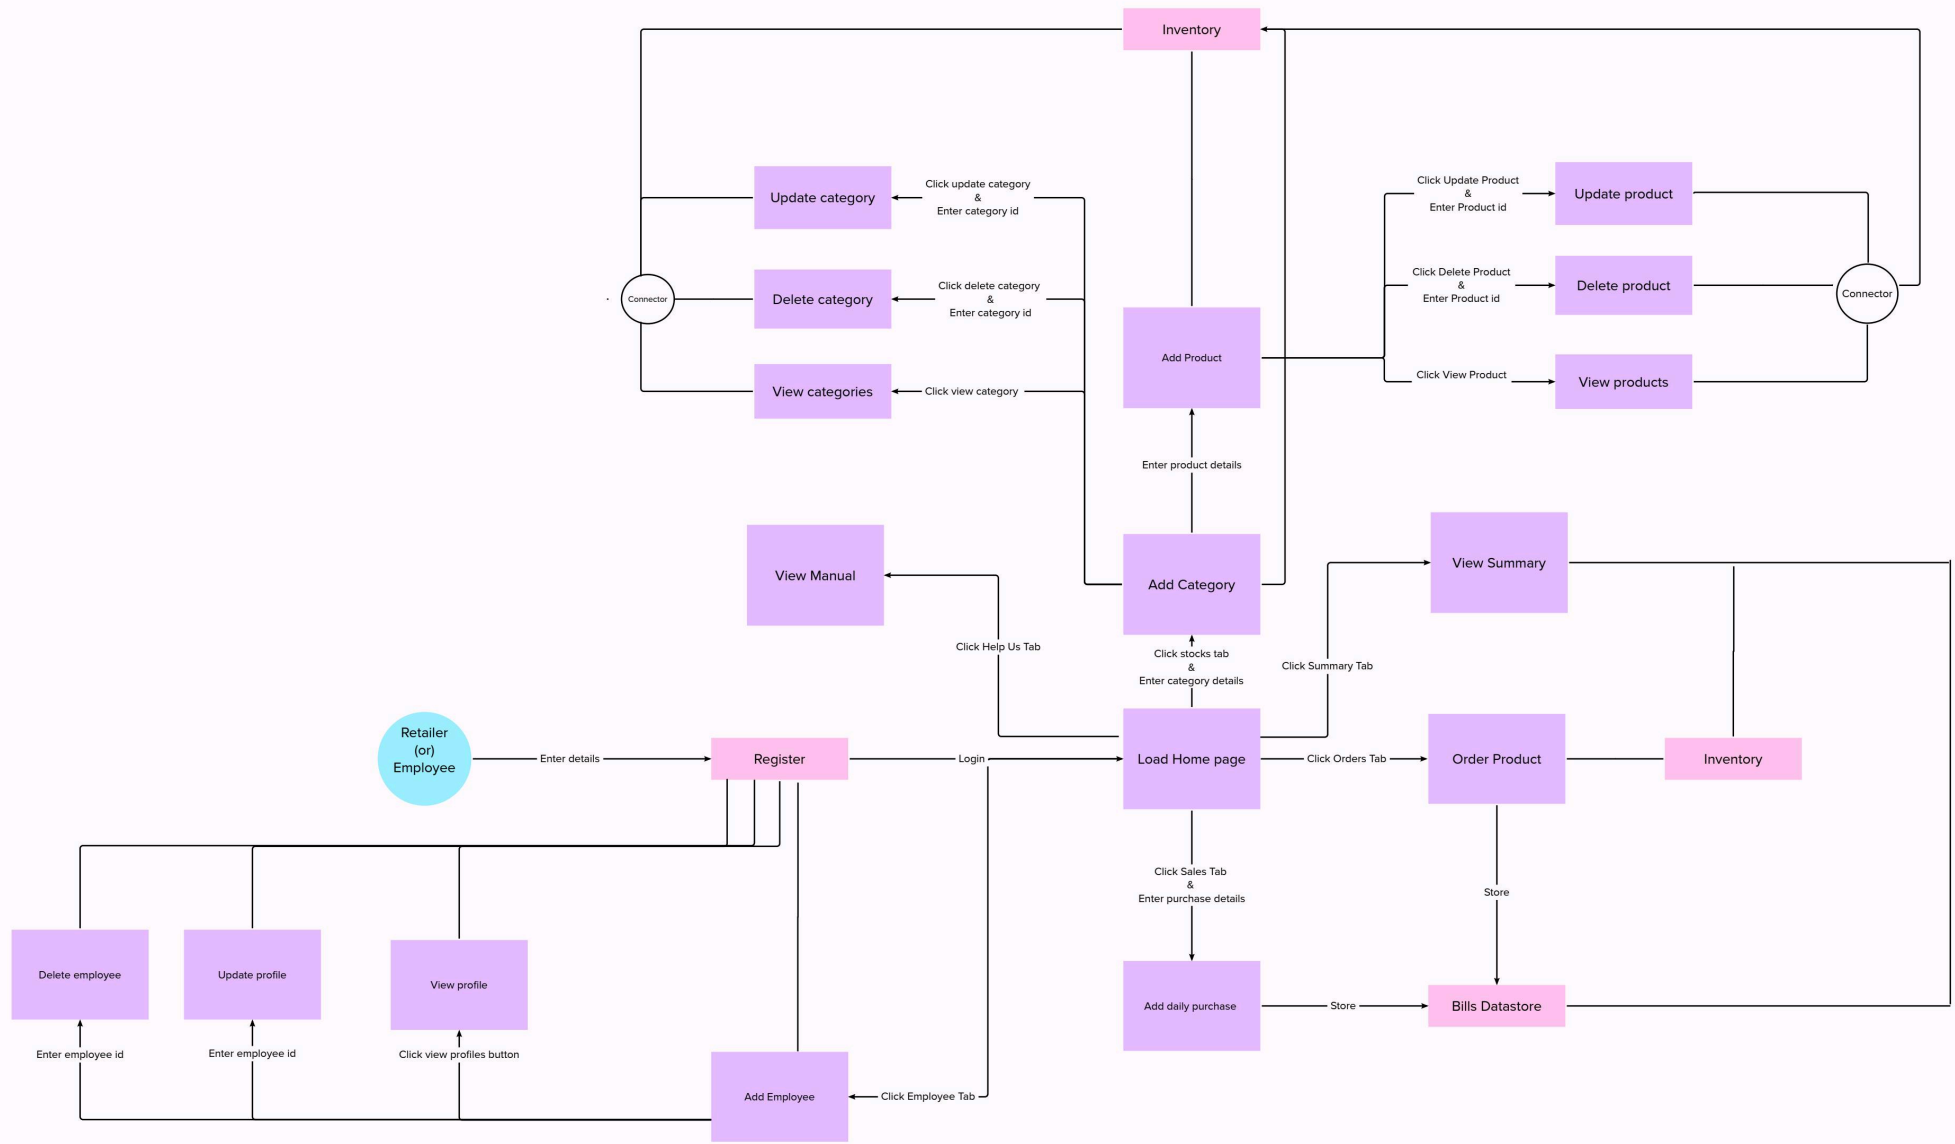 Inventory
Click update category
&
Enter category id
Update category
Click Update Product
&
Enter Product id
Update product
Click delete category
&
Enter category id
Delete category
Connector
Click Delete Product
&
Enter Product id
Delete product
Connector
Add Product
Click View Product
View products
View categories
Click view category
Enter product details
View Manual
Add Category
View Summary
Click Help Us Tab
Click stocks tab
&
Enter category details
Click Summary Tab
Retailer
(or)
Employee
Enter details
Register
Login
Load Home page
Click Orders Tab
Order Product
Inventory
Click Sales Tab
&
Enter purchase details
Store
Delete employee
Update profile
View profile
Add daily purchase
Store
Bills Datastore
Enter employee id
Enter employee id
Click view profiles button
Add Employee
Click Employee Tab